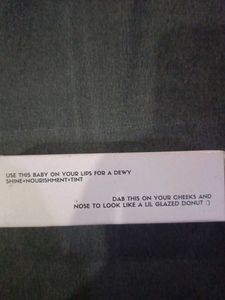 USE THIS BABY ON YOUR LIPS FOR A DEWY
SHINE+NOURISHMENT+TINT
DAB THIS ON YOUR CHEEKS AND
NOSE TO LOOK LIKE A LIL GLAZED DONUT :)